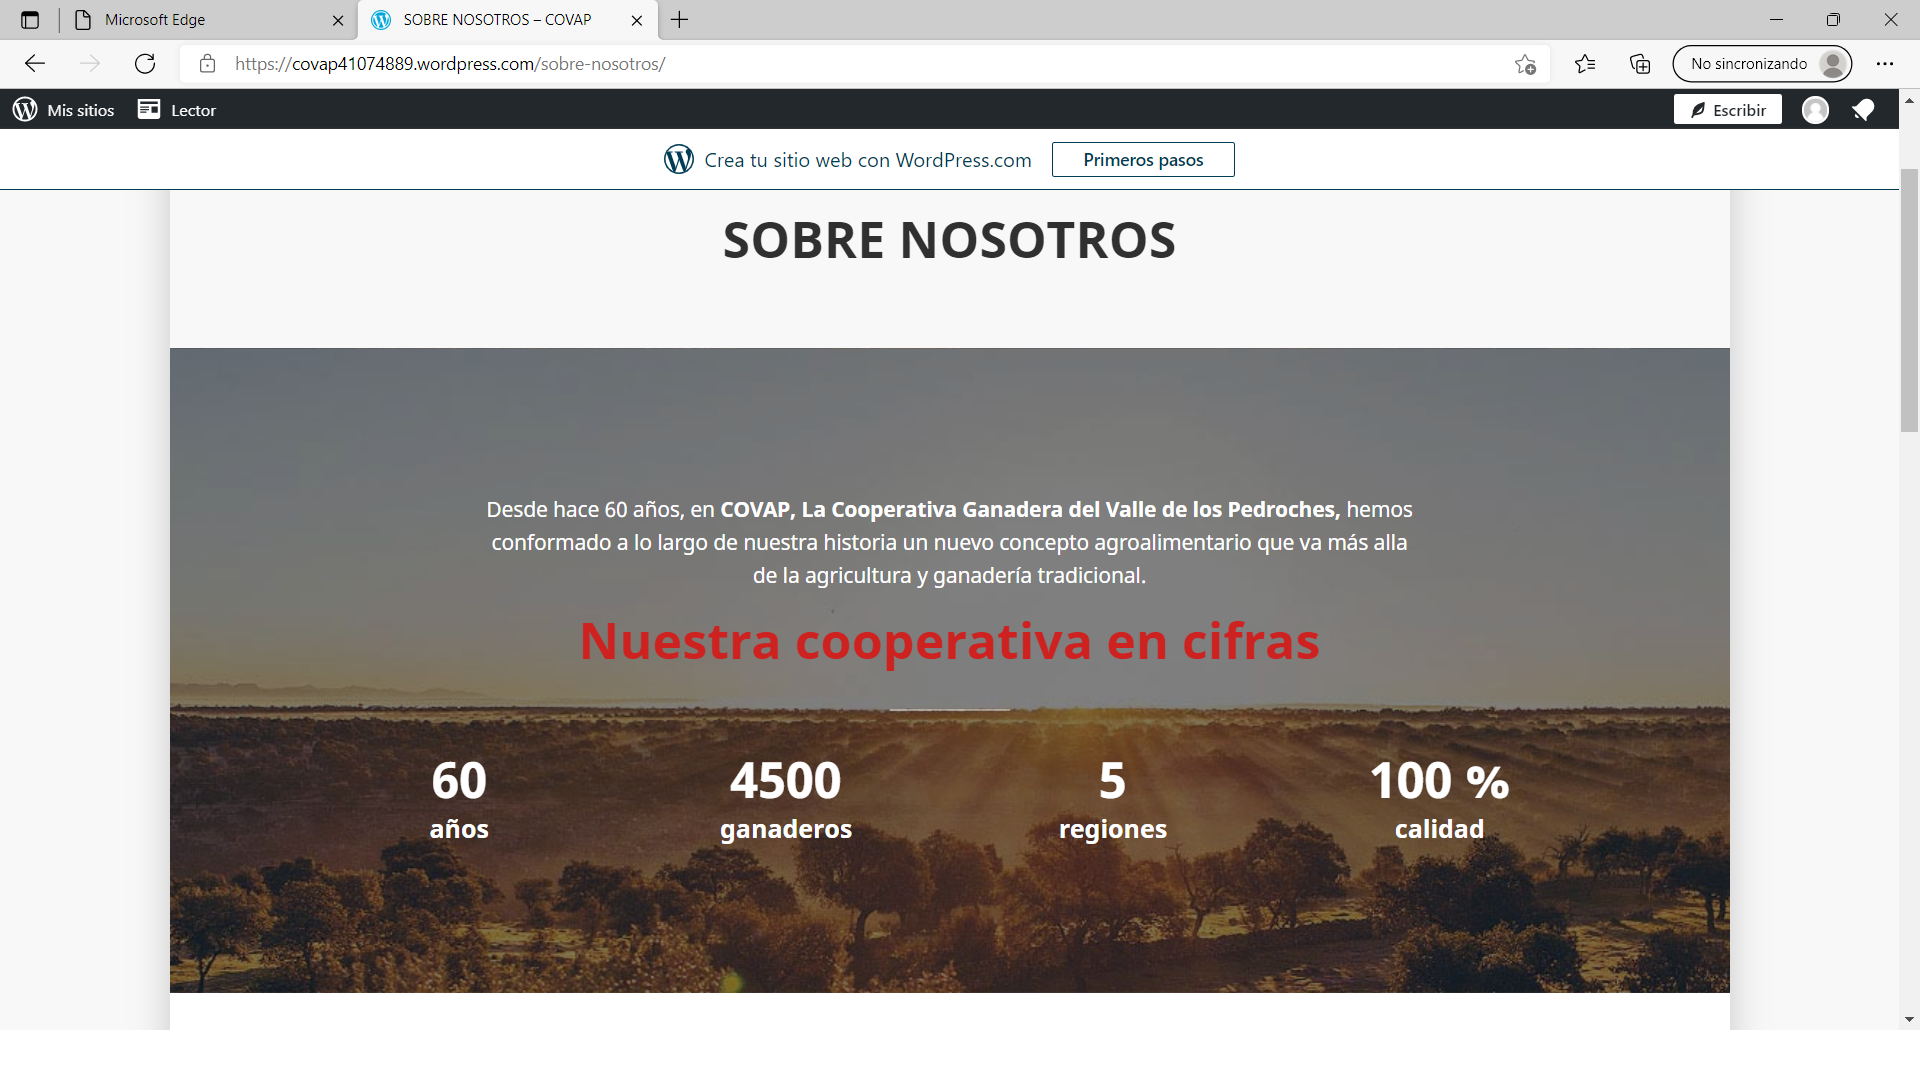 Microsoft Edge
SOBRE NOSOTROS – COVAP
https://covap41074889.wordpress.com/sobre-nosotros/
No sincronizando
Mis sitios
Lector
Escribir
Crea tu sitio web con WordPress.com
Primeros pasos
SOBRE NOSOTROS
Desde hace 60 años, en COVAP, La Cooperativa Ganadera del Valle de los Pedroches, hemos
conformado a lo largo de nuestra historia un nuevo concepto agroalimentario que va más alla
de la agricultura y ganadería tradicional.
Nuestra cooperativa en cifras
60
años
4500
ganaderos
5
regiones
100 %
calidad